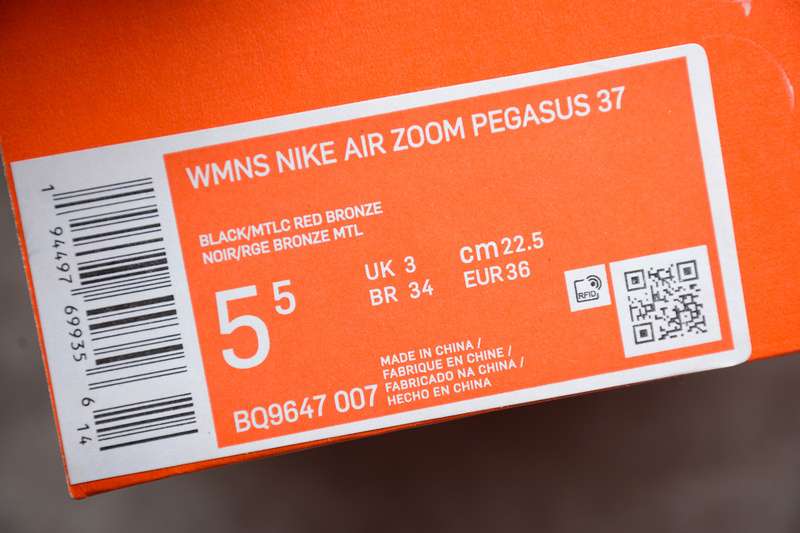 WMNS NIKE AIR ZOOM PEGASUS 37
BLACK/MTLC RED BRONZE
NOIR/RGE BRONZE MTL
5 5
UK 3
BR 34
cm 22.5
EUR 36
RFID
MADE IN CHINA /
FABRIQUE EN CHINE /
FABRICADO NA CHINA /
HECHO EN CHINA
BQ9647 007
1 94497 69935 6 14